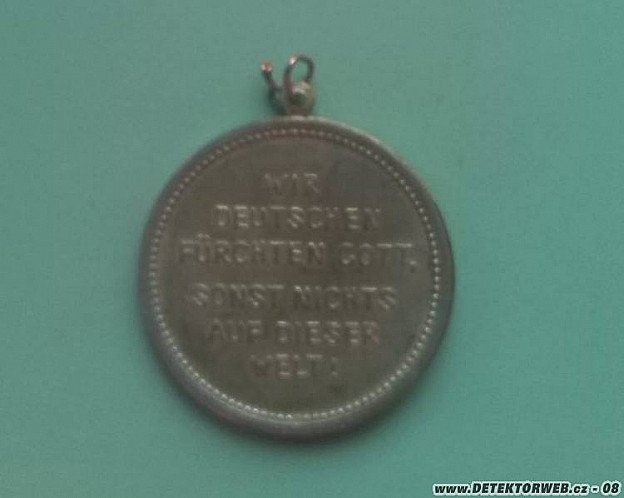 WIR
DEUTSCHEN
FÜRCHTEN GOTT.
SONST NICHTS
AUF DIESER
WELT!
www.DETEKTORWEB.cz - 08